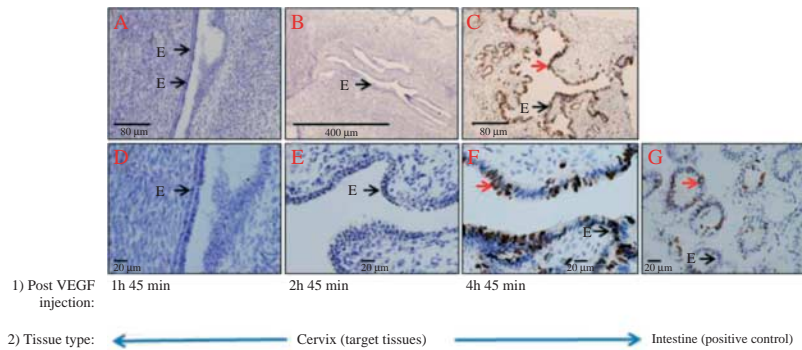 A
B
C
E
E
E
E
80 µm
400 µm
80 µm
D
E
F
G
E
E
E
E
20 µm
20 µm
20 µm
20 µm
1) Post VEGF injection:
1h 45 min
2h 45 min
4h 45 min
2) Tissue type:
Cervix (target tissues)
Intestine (positive control)